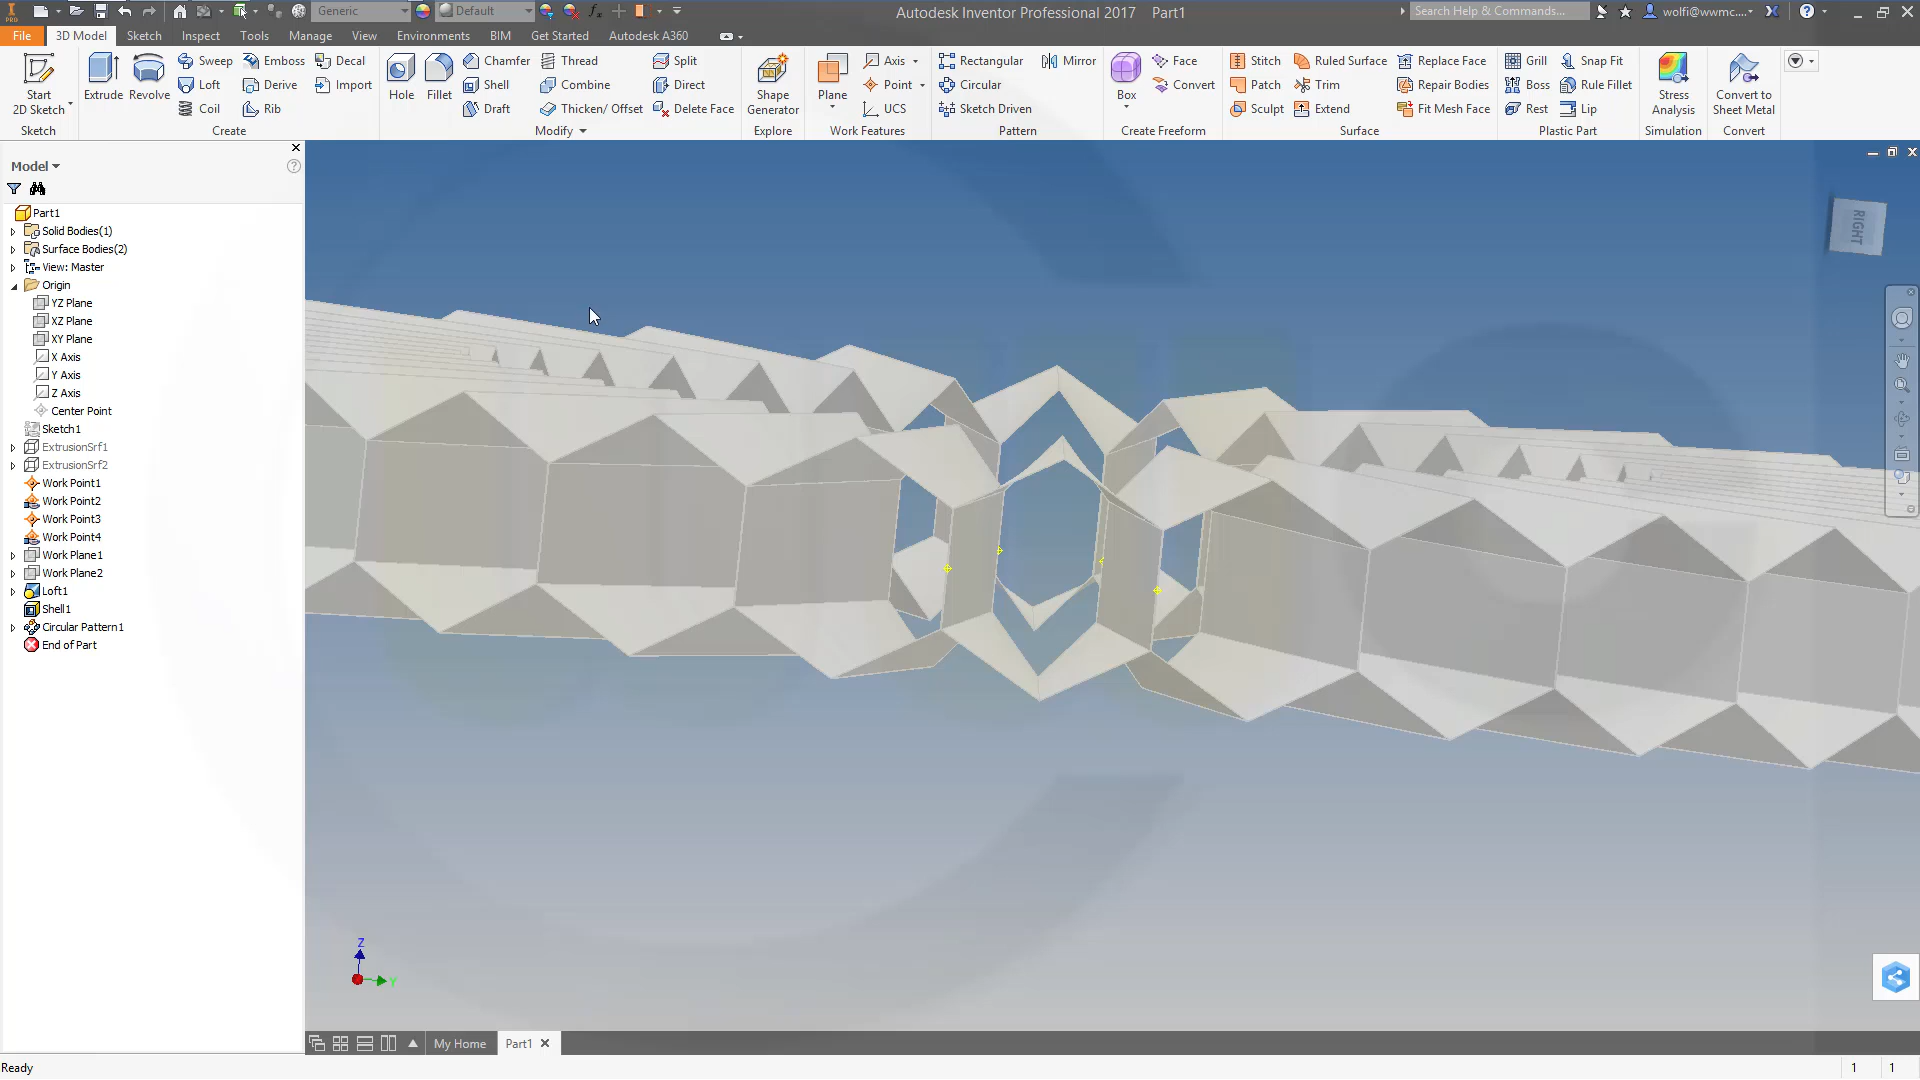 Generic
Default
fx
Autodesk Inventor Professional 2017 Part1
Search Help & Commands...
wolfi@wwmc....
PRO
File
3D Model
Sketch
Inspect
Tools
Manage
View
Environments
BIM
Get Started
Autodesk A360
Start
2D Sketch
Sketch
Extrude
Revolve
Sweep
Loft
Coil
Emboss
Derive
Rib
Decal
Import
Create
Hole
Fillet
Chamfer
Shell
Draft
Thread
Combine
Thicken/ Offset
Split
Direct
Delete Face
Modify
Shape
Generator
Explore
Plane
Axis
Point
UCS
Work Features
Rectangular
Circular
Sketch Driven
Mirror
Pattern
Box
Face
Convert
Create Freeform
Stitch
Patch
Sculpt
Ruled Surface
Trim
Extend
Replace Face
Repair Bodies
Fit Mesh Face
Surface
Grill
Boss
Rest
Snap Fit
Rule Fillet
Lip
Plastic Part
Stress
Analysis
Simulation
Convert to
Sheet Metal
Convert
Model
Part1
Solid Bodies(1)
Surface Bodies(2)
View: Master
Origin
YZ Plane
XZ Plane
XY Plane
X Axis
Y Axis
Z Axis
Center Point
Sketch1
ExtrusionSrf1
ExtrusionSrf2
Work Point1
Work Point2
Work Point3
Work Point4
Work Plane1
Work Plane2
Loft1
Shell1
Circular Pattern1
End of Part
RIGHT
Z
Y
My Home
Part1
Ready
1
1